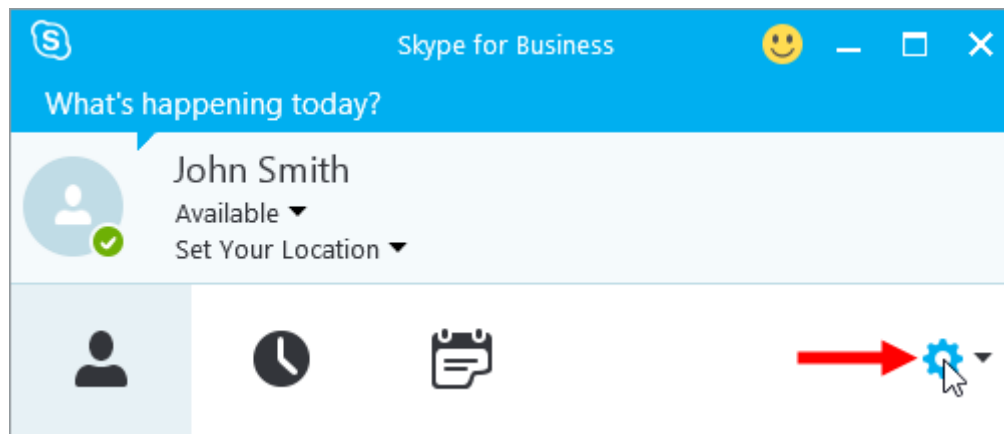 Skype for Business
What's happening today?
John Smith
Available
Set Your Location